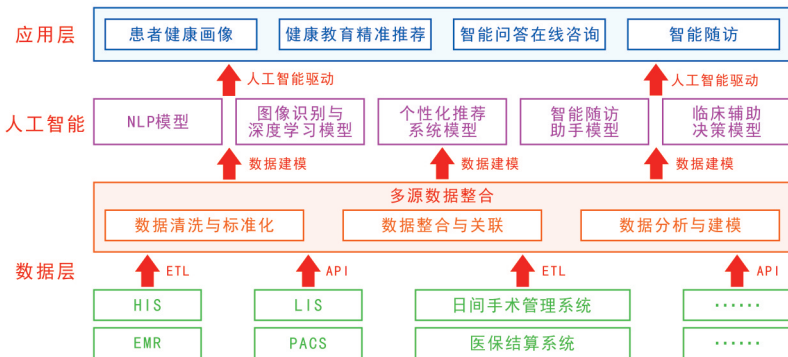 应用层
患者健康画像
健康教育精准推荐
智能问答在线咨询
智能随访
人工智能驱动
人工智能驱动
人工智能
NLP模型
图像识别与
深度学习模型
个性化推荐
系统模型
智能随访
助手模型
临床辅助
决策模型
数据建模
数据建模
数据建模
多源数据整合
数据清洗与标准化
数据整合与关联
数据分析与建模
数据层
ETL
API
ETL
API
HIS
LIS
日间手术管理系统
······
EMR
PACS
医保结算系统
······